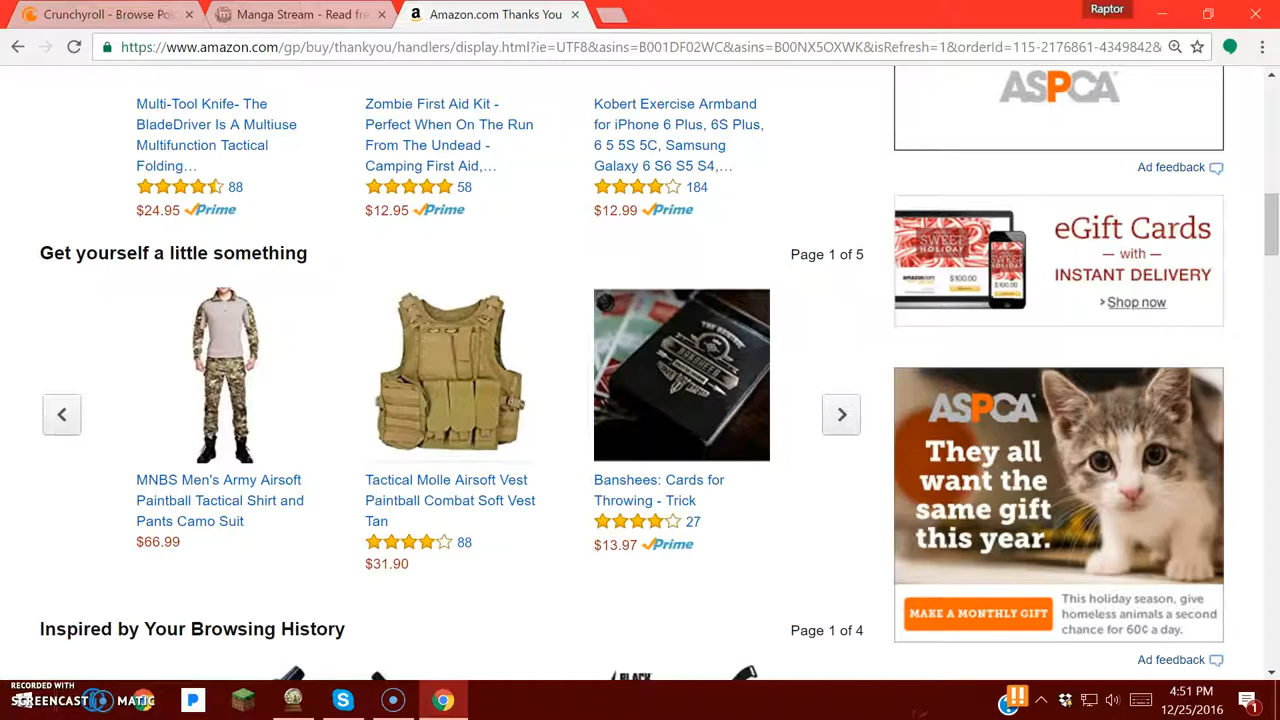 Crunchyroll - Browse Po
Manga Stream - Read fre
Amazon.com Thanks You
Raptor
https://www.amazon.com/gp/buy/thankyou/handlers/display.html?ie=UTF8&asins=B001DF02WC&asins=B00NX5OXWK&isRefresh=1&orderId=115-2176861-4349842&
Multi-Tool Knife- The
BladeDriver Is A Multiuse
Multifunction Tactical
Folding…
88
$24.95 Prime
Zombie First Aid Kit -
Perfect When On The Run
From The Undead -
Camping First Aid,…
58
$12.95 Prime
Kobert Exercise Armband
for iPhone 6 Plus, 6S Plus,
6 5 5S 5C, Samsung
Galaxy 6 S6 S5 S4,…
184
$12.99 Prime
ASPCA
Ad feedback
eGift Cards
— with —
INSTANT DELIVERY
Shop now
SWEET
HOLIDAY
$100.00
Get yourself a little something
Page 1 of 5
BANSHEES
MNBS Men's Army Airsoft
Paintball Tactical Shirt and
Pants Camo Suit
$66.99
Tactical Molle Airsoft Vest
Paintball Combat Soft Vest
Tan
88
$31.90
Banshees: Cards for
Throwing - Trick
27
$13.97 Prime
ASPCA
They all
want the
same gift
this year.
MAKE A MONTHLY GIFT
This holiday season, give
homeless animals a second
chance for 60¢ a day.
Ad feedback
Inspired by Your Browsing History
Page 1 of 4
BLACK
RECORDED WITH
SCREENCAST MATIC
4:51 PM
12/25/2016
1